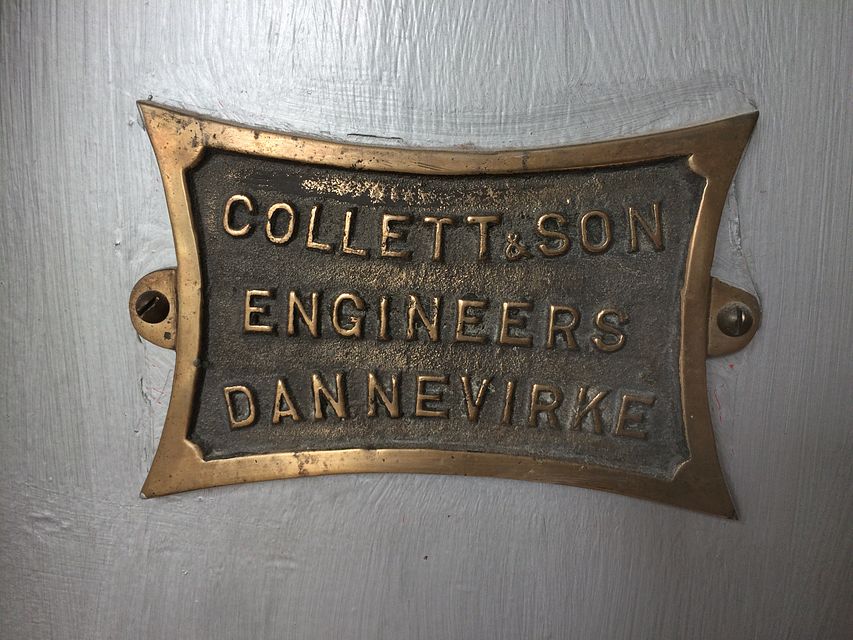 COLLETT & SON
ENGINEERS
DANNEVIRKE